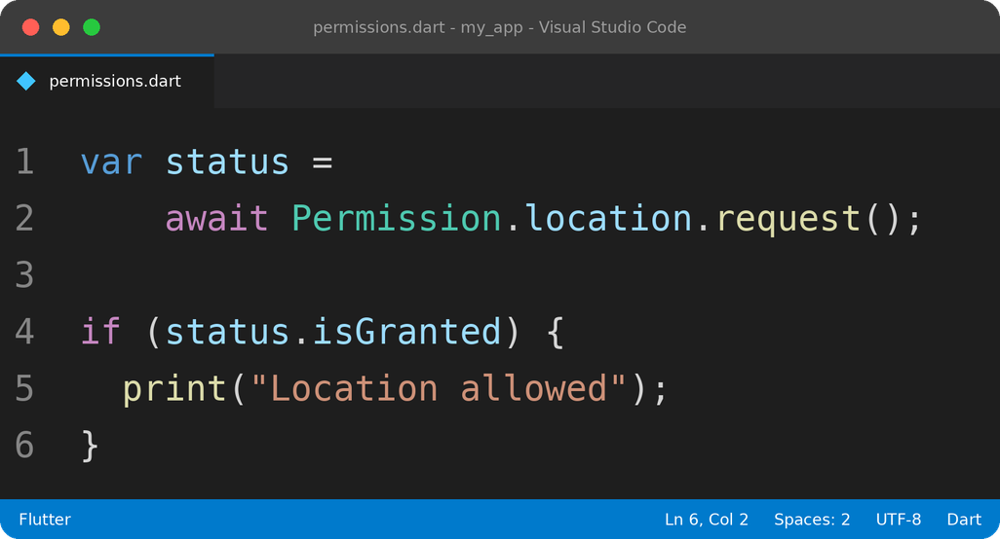 permissions.dart - my_app - Visual Studio Code
permissions.dart
1 var status =
2     await Permission.location.request();
3
4 if (status.isGranted) {
5   print("Location allowed");
6 }
Flutter Ln 6, Col 2 Spaces: 2 UTF-8 Dart